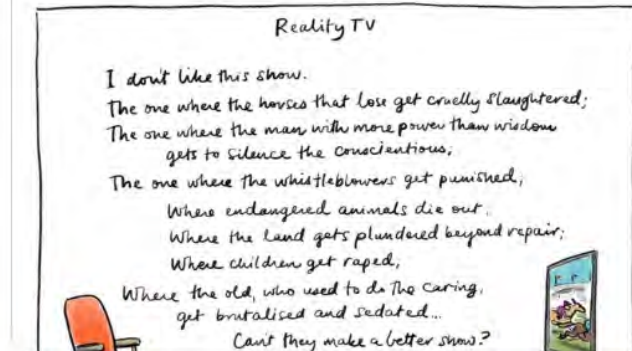 Reality TV
I don't like this show.
The one where the horses that lose get cruelly slaughtered;
The one where the man with more power than wisdom
gets to silence the conscientious;
The one where the whistleblowers get punished,
Where endangered animals die out,
Where the land gets plundered beyond repair;
Where children get raped,
Where the old, who used to do the caring,
get brutalised and sedated...
Can't they make a better show?